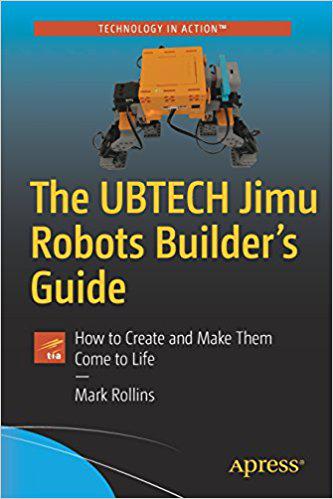 TECHNOLOGY IN ACTION™
The UBTECH Jimu
Robots Builder's
Guide
tia
How to Create and Make Them
Come to Life
—
Mark Rollins
Apress®